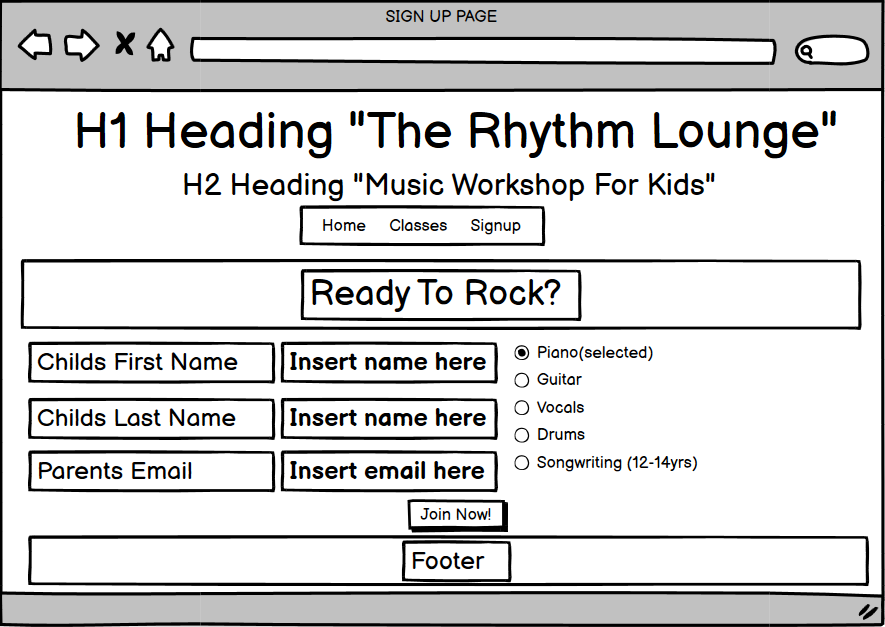 SIGN UP PAGE
H1 Heading "The Rhythm Lounge"
H2 Heading "Music Workshop For Kids"
Home Classes Signup
Ready To Rock?
Childs First Name
Insert name here
Childs Last Name
Insert name here
Parents Email
Insert email here
Piano(selected)
Guitar
Vocals
Drums
Songwriting (12-14yrs)
Join Now!
Footer